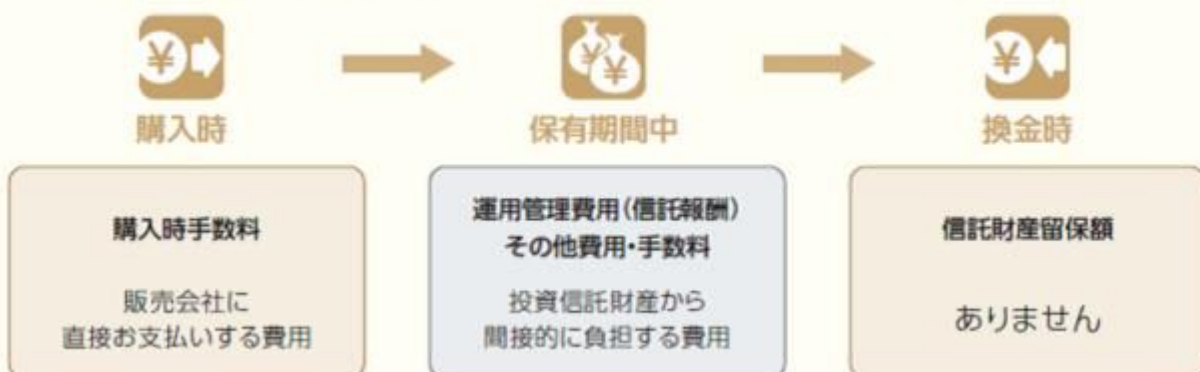 購入時
保有期間中
換金時
購入時手数料
販売会社に
直接お支払いする費用
運用管理費用(信託報酬)
その他費用・手数料
投資信託財産から
間接的に負担する費用
信託財産留保額
ありません